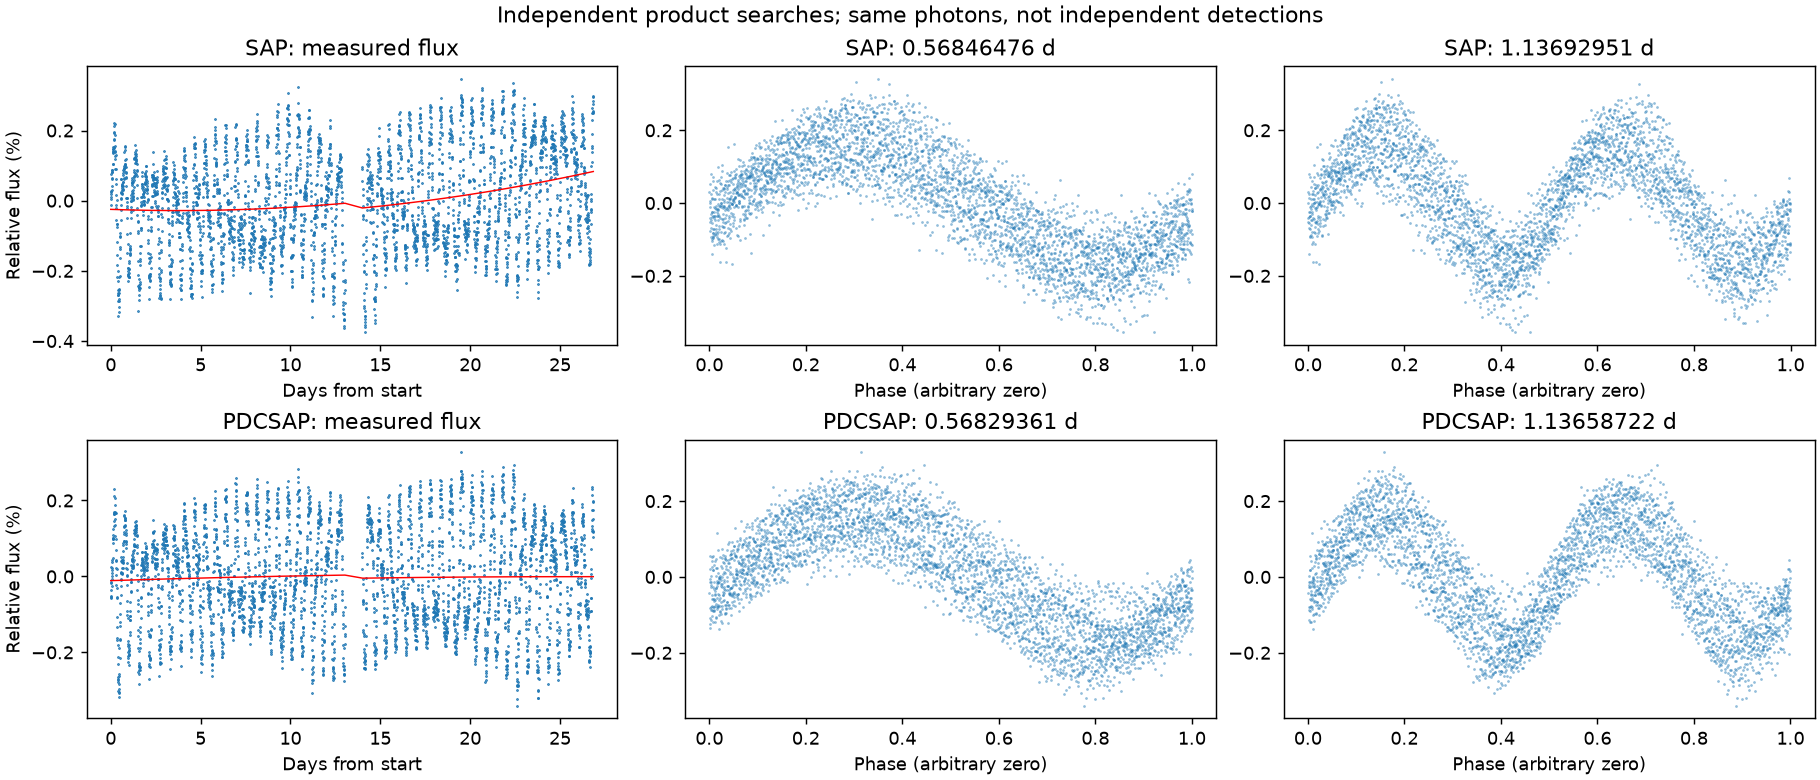 Independent product searches; same photons, not independent detections
SAP: measured flux
SAP: 0.56846476 d
SAP: 1.13692951 d
Relative flux (%)
0.2
0.0
−0.2
−0.4
0 5 10 15 20 25
Days from start
0.2
0.0
−0.2
0.0 0.2 0.4 0.6 0.8 1.0
Phase (arbitrary zero)
0.2
0.0
−0.2
0.0 0.2 0.4 0.6 0.8 1.0
Phase (arbitrary zero)
PDCSAP: measured flux
PDCSAP: 0.56829361 d
PDCSAP: 1.13658722 d
Relative flux (%)
0.2
0.0
−0.2
0 5 10 15 20 25
Days from start
0.2
0.0
−0.2
0.0 0.2 0.4 0.6 0.8 1.0
Phase (arbitrary zero)
0.2
0.0
−0.2
0.0 0.2 0.4 0.6 0.8 1.0
Phase (arbitrary zero)